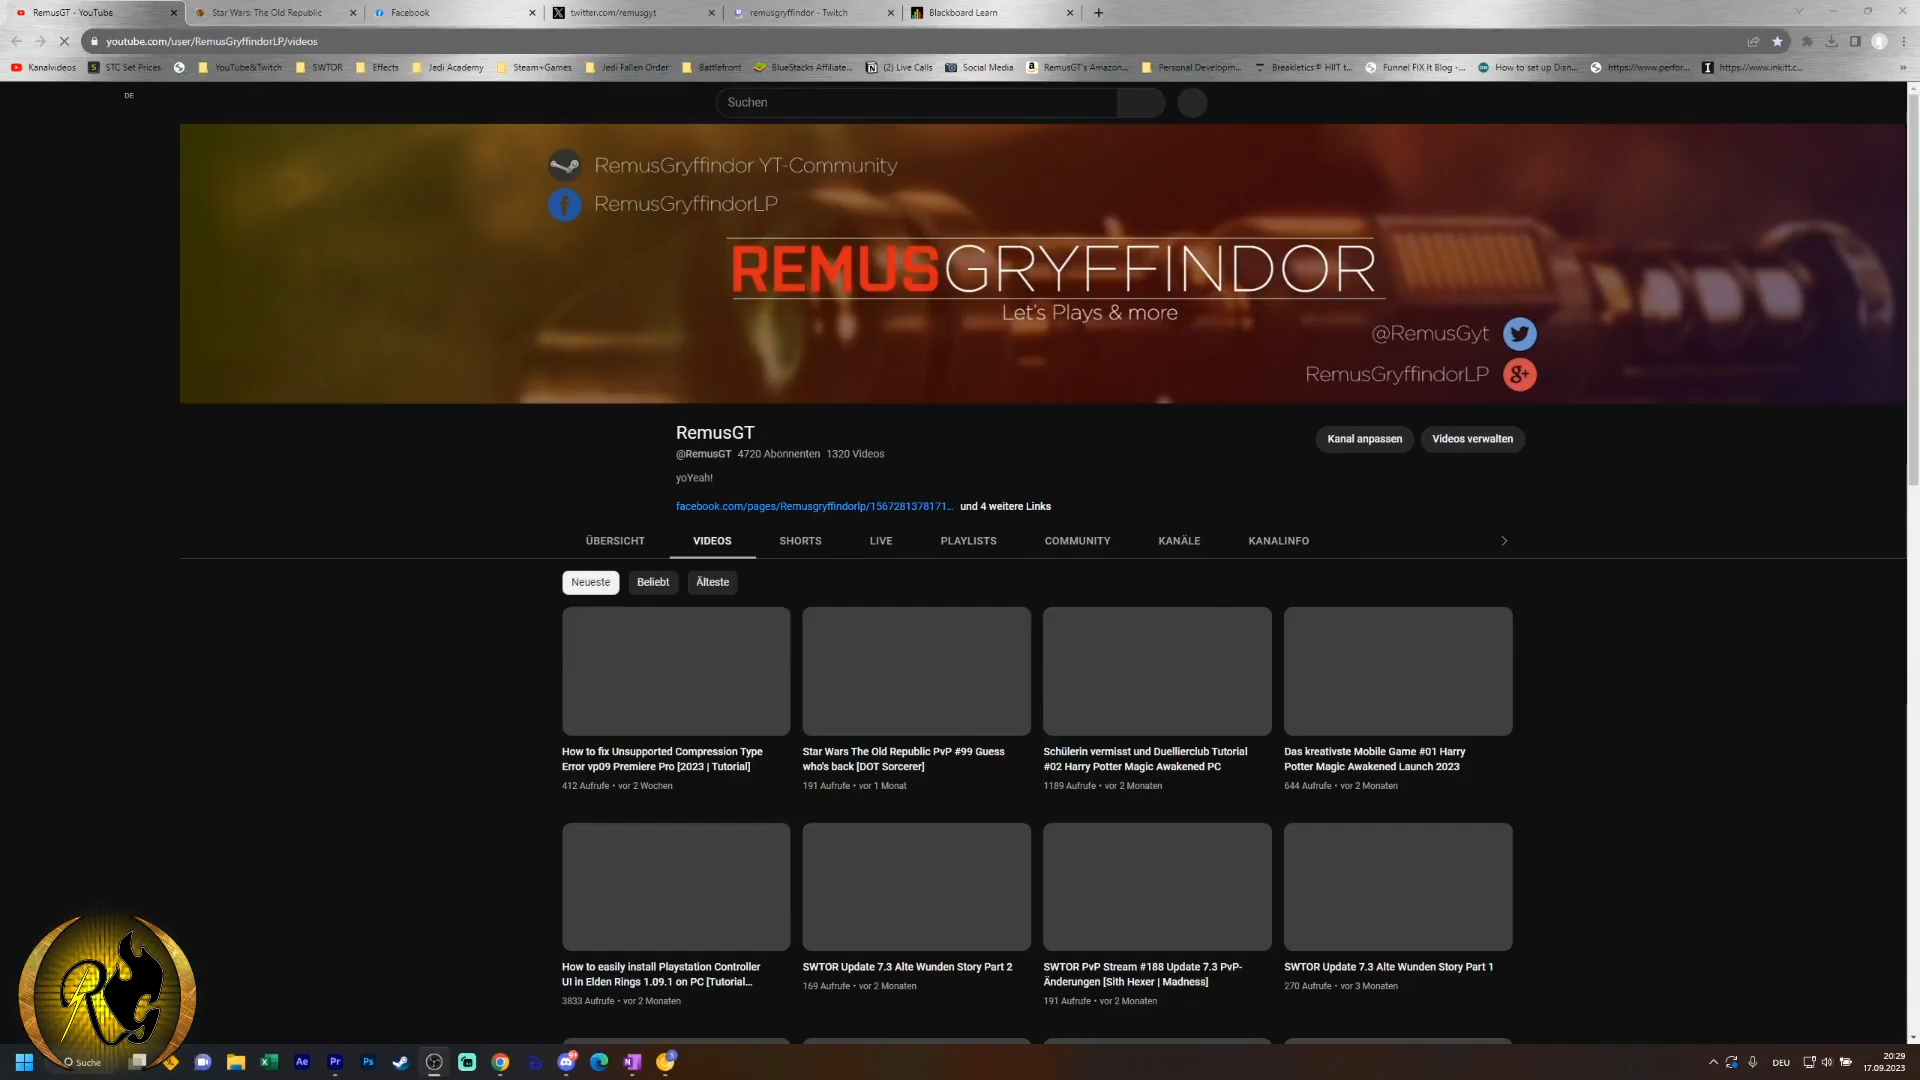 RemusGT - YouTube
Star Wars: The Old Republic
Facebook
twitter.com/remusgyt
remusgryffindor - Twitch
Blackboard Learn
youtube.com/user/RemusGryffindorLP/videos
Kanalvideos
STC Set Prices
YouTube&Twitch
SWTOR
Effects
Jedi Academy
Steam+Games
Jedi Fallen Order
Battlefront
BlueStacks Affiliate...
(2) Live Calls
Social Media
RemusGT's Amazon...
Personal Developm...
Breakletics® HIIT t...
Funnel FIX It Blog -...
How to set up Disn...
https://www.perfor...
https://www.inkitt.c...
DE
Suchen
RemusGryffindor YT-Community
RemusGryffindorLP
REMUSGRYFFINDOR
Let's Plays & more
@RemusGyt
RemusGryffindorLP
RemusGT
@RemusGT 4720 Abonnenten 1320 Videos
yoYeah!
facebook.com/pages/Remusgryffindorlp/1567281378171... und 4 weitere Links
Kanal anpassen
Videos verwalten
ÜBERSICHT
VIDEOS
SHORTS
LIVE
PLAYLISTS
COMMUNITY
KANÄLE
KANALINFO
Neueste
Beliebt
Älteste
How to fix Unsupported Compression Type
Error vp09 Premiere Pro [2023 | Tutorial]
412 Aufrufe • vor 2 Wochen
Star Wars The Old Republic PvP #99 Guess
who's back [DOT Sorcerer]
191 Aufrufe • vor 1 Monat
Schülerin vermisst und Duellierclub Tutorial
#02 Harry Potter Magic Awakened PC
1189 Aufrufe • vor 2 Monaten
Das kreativste Mobile Game #01 Harry
Potter Magic Awakened Launch 2023
644 Aufrufe • vor 2 Monaten
How to easily install Playstation Controller
UI in Elden Rings 1.09.1 on PC [Tutorial...
3833 Aufrufe • vor 2 Monaten
SWTOR Update 7.3 Alte Wunden Story Part 2
169 Aufrufe • vor 2 Monaten
SWTOR PvP Stream #188 Update 7.3 PvP-
Änderungen [Sith Hexer | Madness]
191 Aufrufe • vor 2 Monaten
SWTOR Update 7.3 Alte Wunden Story Part 1
270 Aufrufe • vor 3 Monaten
Suche
Ae
Pr
Ps
DEU
20:29
17.09.2023